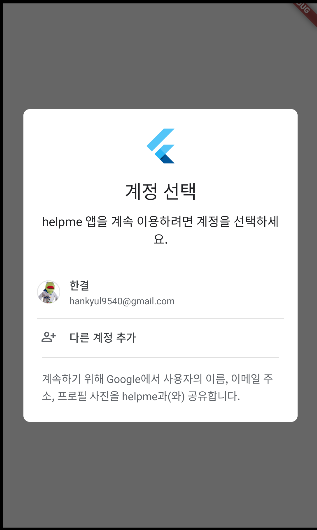 계정 선택
helpme 앱을 계속 이용하려면 계정을 선택하세
요.
한결
hankyul9540@gmail.com
다른 계정 추가
계속하기 위해 Google에서 사용자의 이름, 이메일 주
소, 프로필 사진을 helpme과(와) 공유합니다.